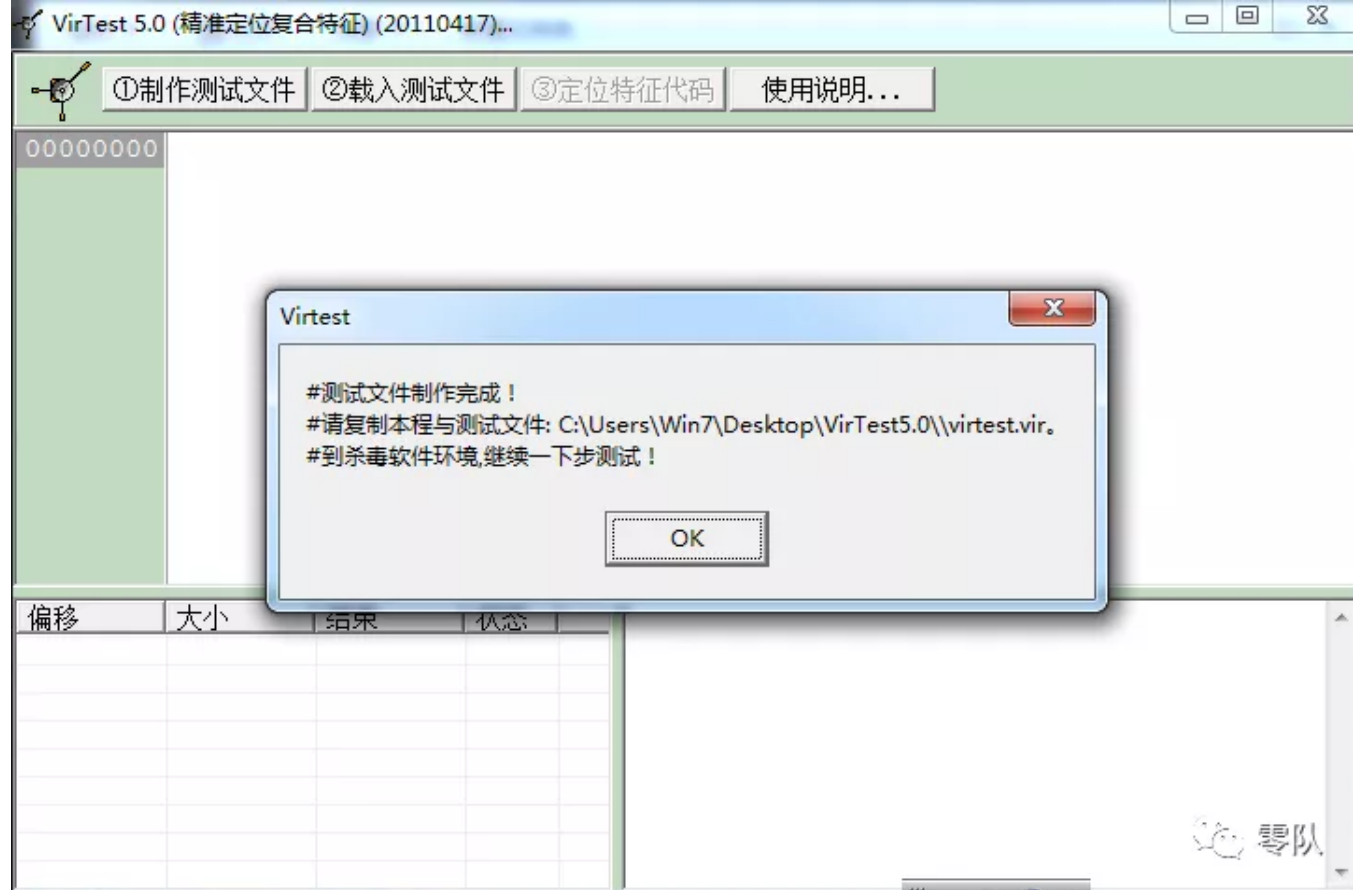 VirTest 5.0 (精准定位复合特征) (20110417)...
①制作测试文件 ②载入测试文件 ③定位特征代码 使用说明...
00000000
Virtest
#测试文件制作完成！
#请复制本程与测试文件: C:\Users\Win7\Desktop\VirTest5.0\\virtest.vir。
#到杀毒软件环境,继续一下步测试！
OK
偏移 大小 结束 状态
零队